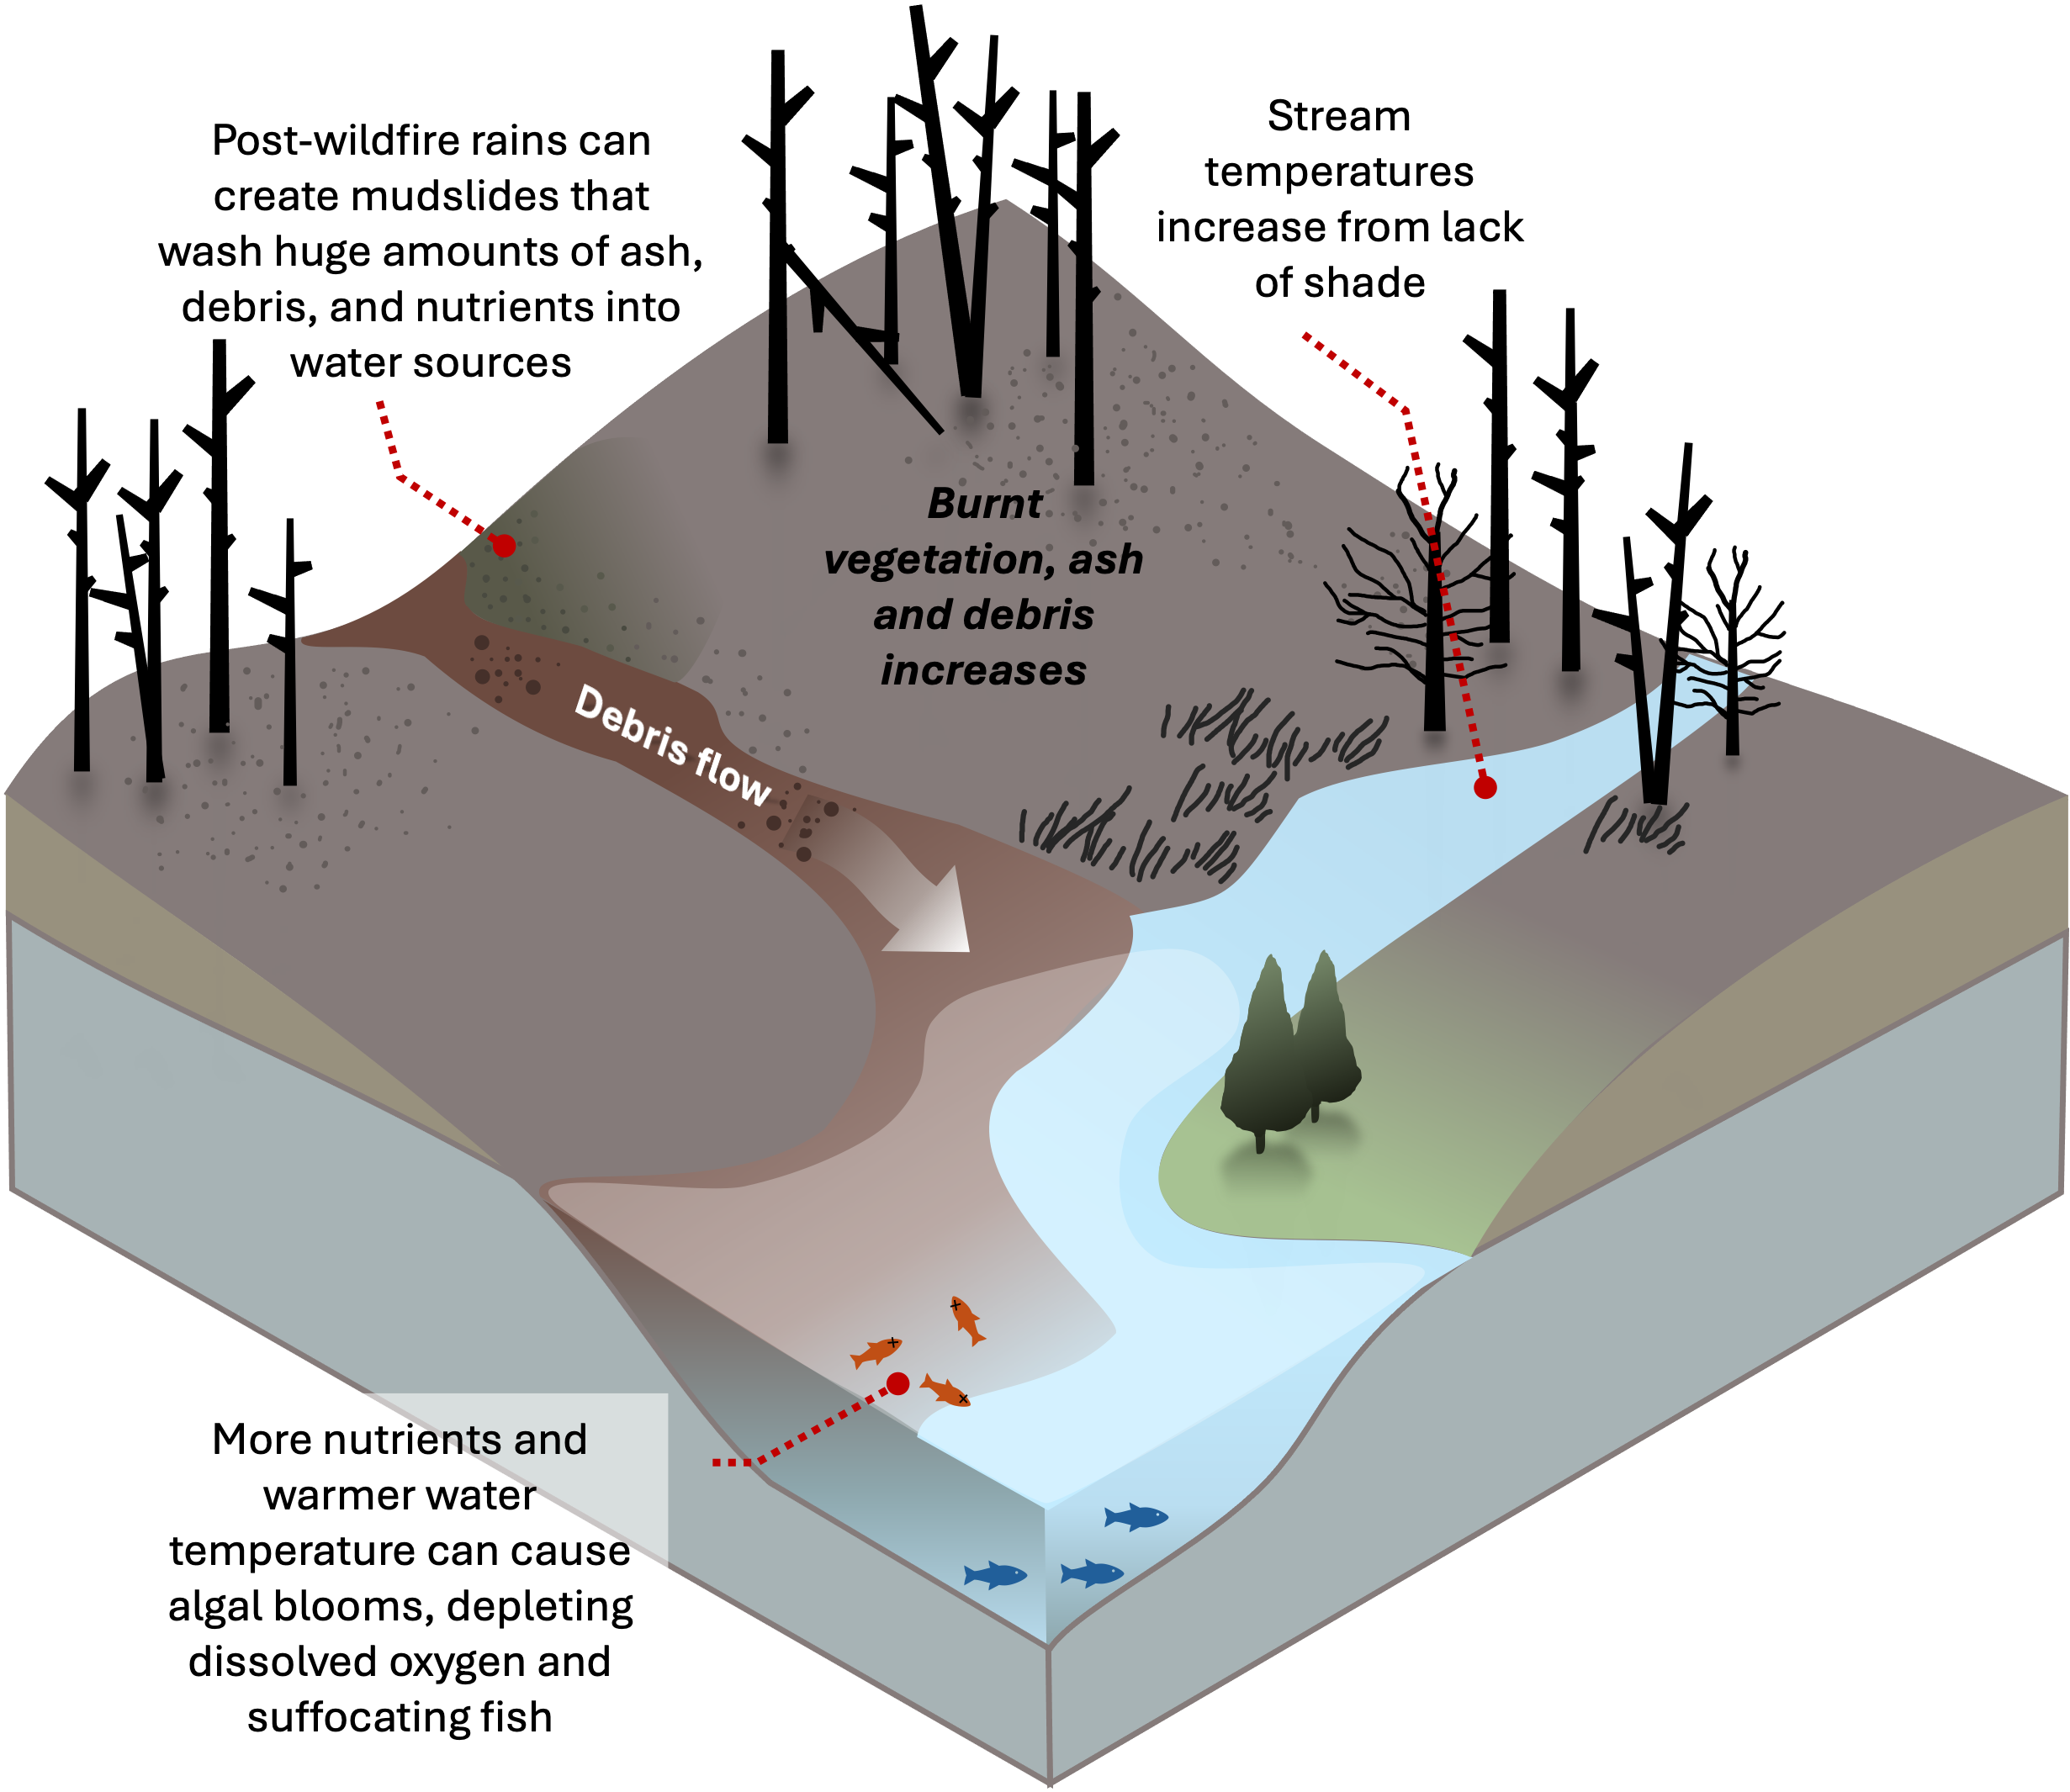 Post-wildfire rains can
create mudslides that
wash huge amounts of ash,
debris, and nutrients into
water sources
Stream
temperatures
increase from lack
of shade
Burnt
vegetation, ash
and debris
increases
Debris flow
More nutrients and
warmer water
temperature can cause
algal blooms, depleting
dissolved oxygen and
suffocating fish